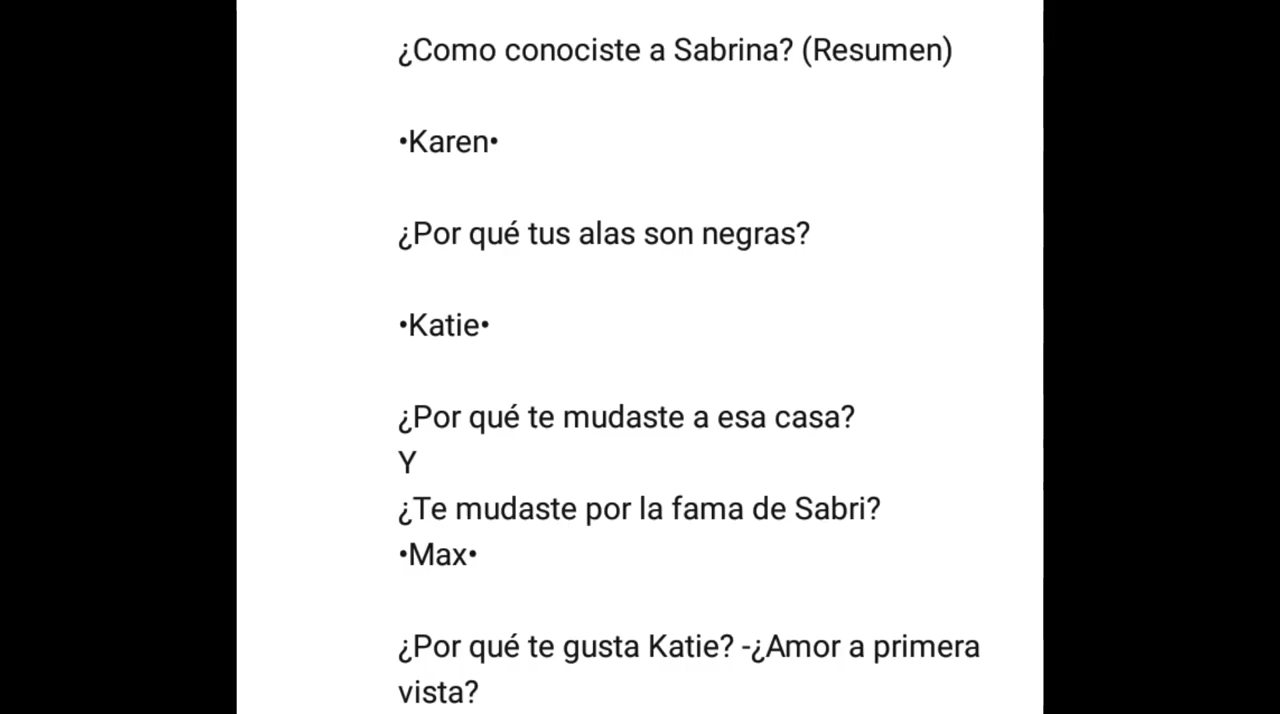 ¿Como conociste a Sabrina? (Resumen)
•Karen•
¿Por qué tus alas son negras?
•Katie•
¿Por qué te mudaste a esa casa?
Y
¿Te mudaste por la fama de Sabri?
•Max•
¿Por qué te gusta Katie? -¿Amor a primera
vista?